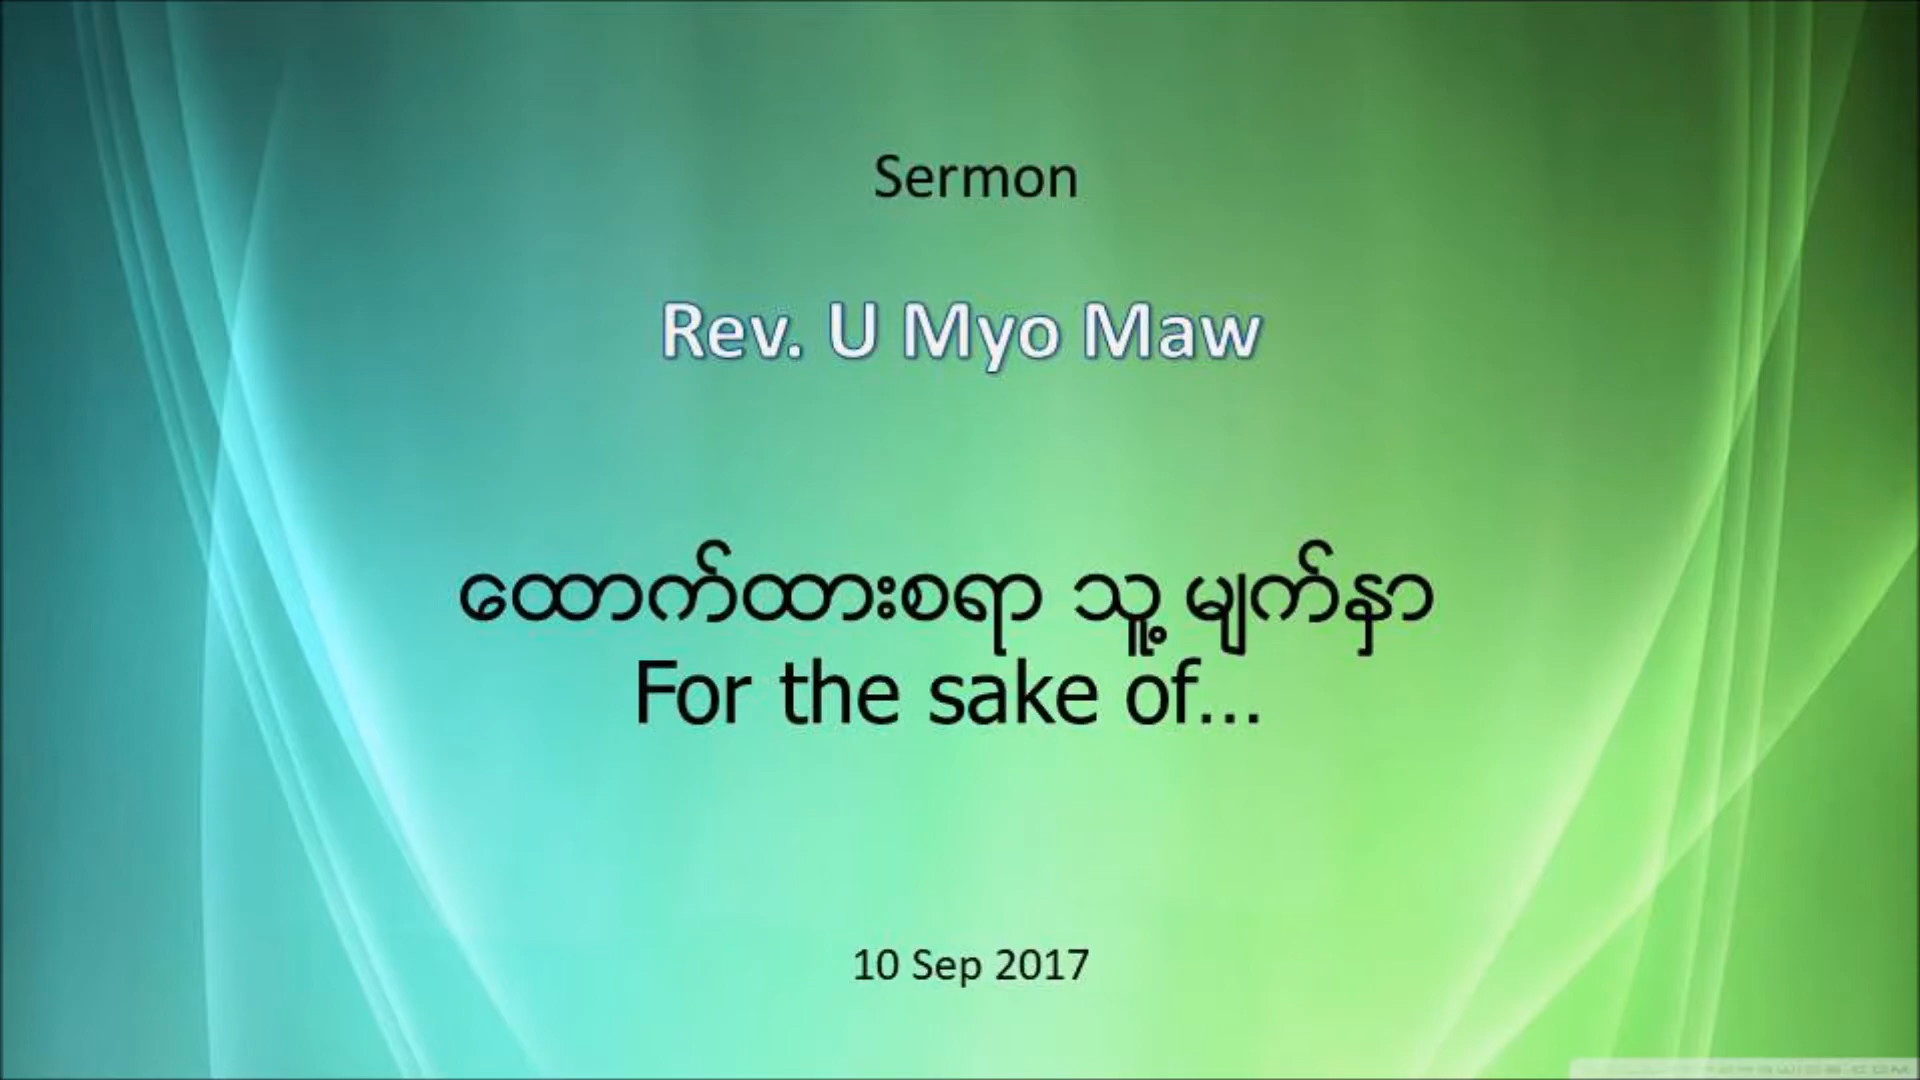 Sermon
Rev. U Myo Maw
ထောက်ထားစရာ သူ့ မျက်နှာ
For the sake of...
10 Sep 2017